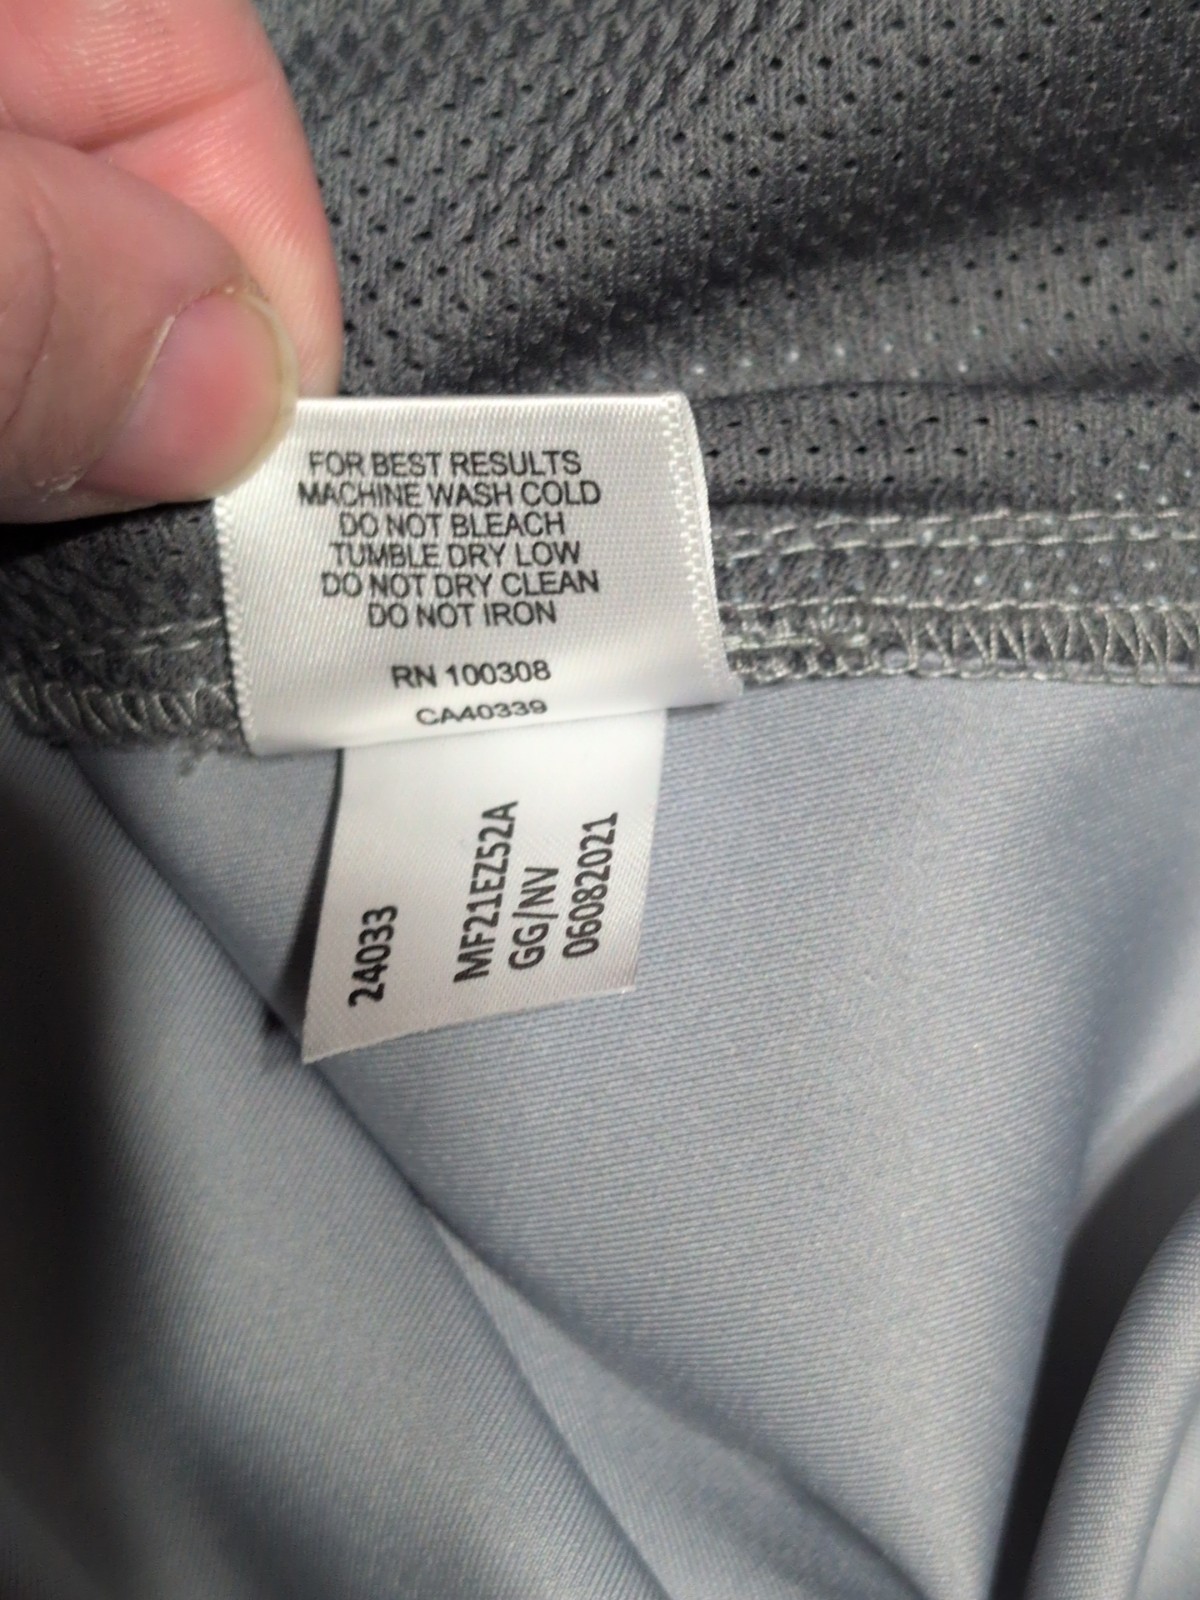 FOR BEST RESULTS
MACHINE WASH COLD
DO NOT BLEACH
TUMBLE DRY LOW
DO NOT DRY CLEAN
DO NOT IRON
RN 100308
CA40339
24033
MF21EZ52A
GG/NV
06082021